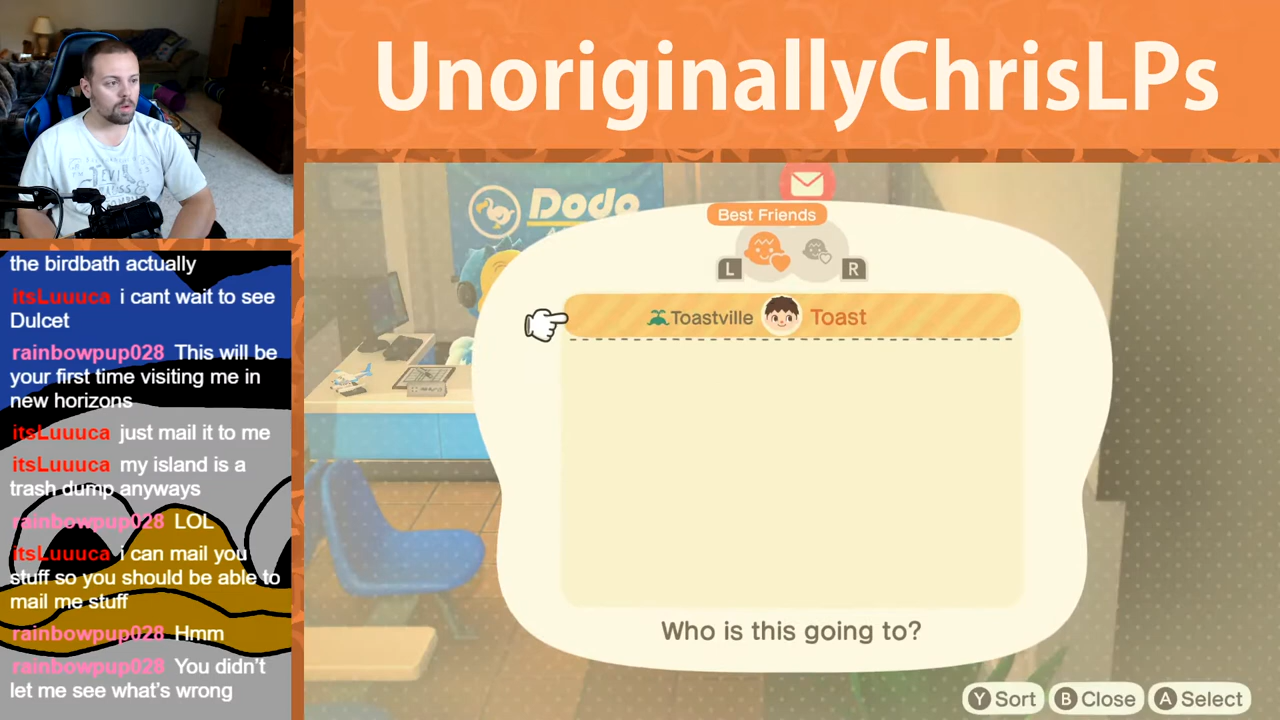 UnoriginallyChrisLPs
the birdbath actually
itsLuuuca i cant wait to see
Dulcet
rainbowpup028 This will be
your first time visiting me in
new horizons
itsLuuuca just mail it to me
itsLuuuca my island is a
trash dump anyways
rainbowpup028 LOL
itsLuuuca i can mail you
stuff so you should be able to
mail me stuff
rainbowpup028 Hmm
rainbowpup028 You didn't
let me see what's wrong
Dodo
Best Friends
L R
Toastville Toast
Who is this going to?
Y Sort B Close A Select